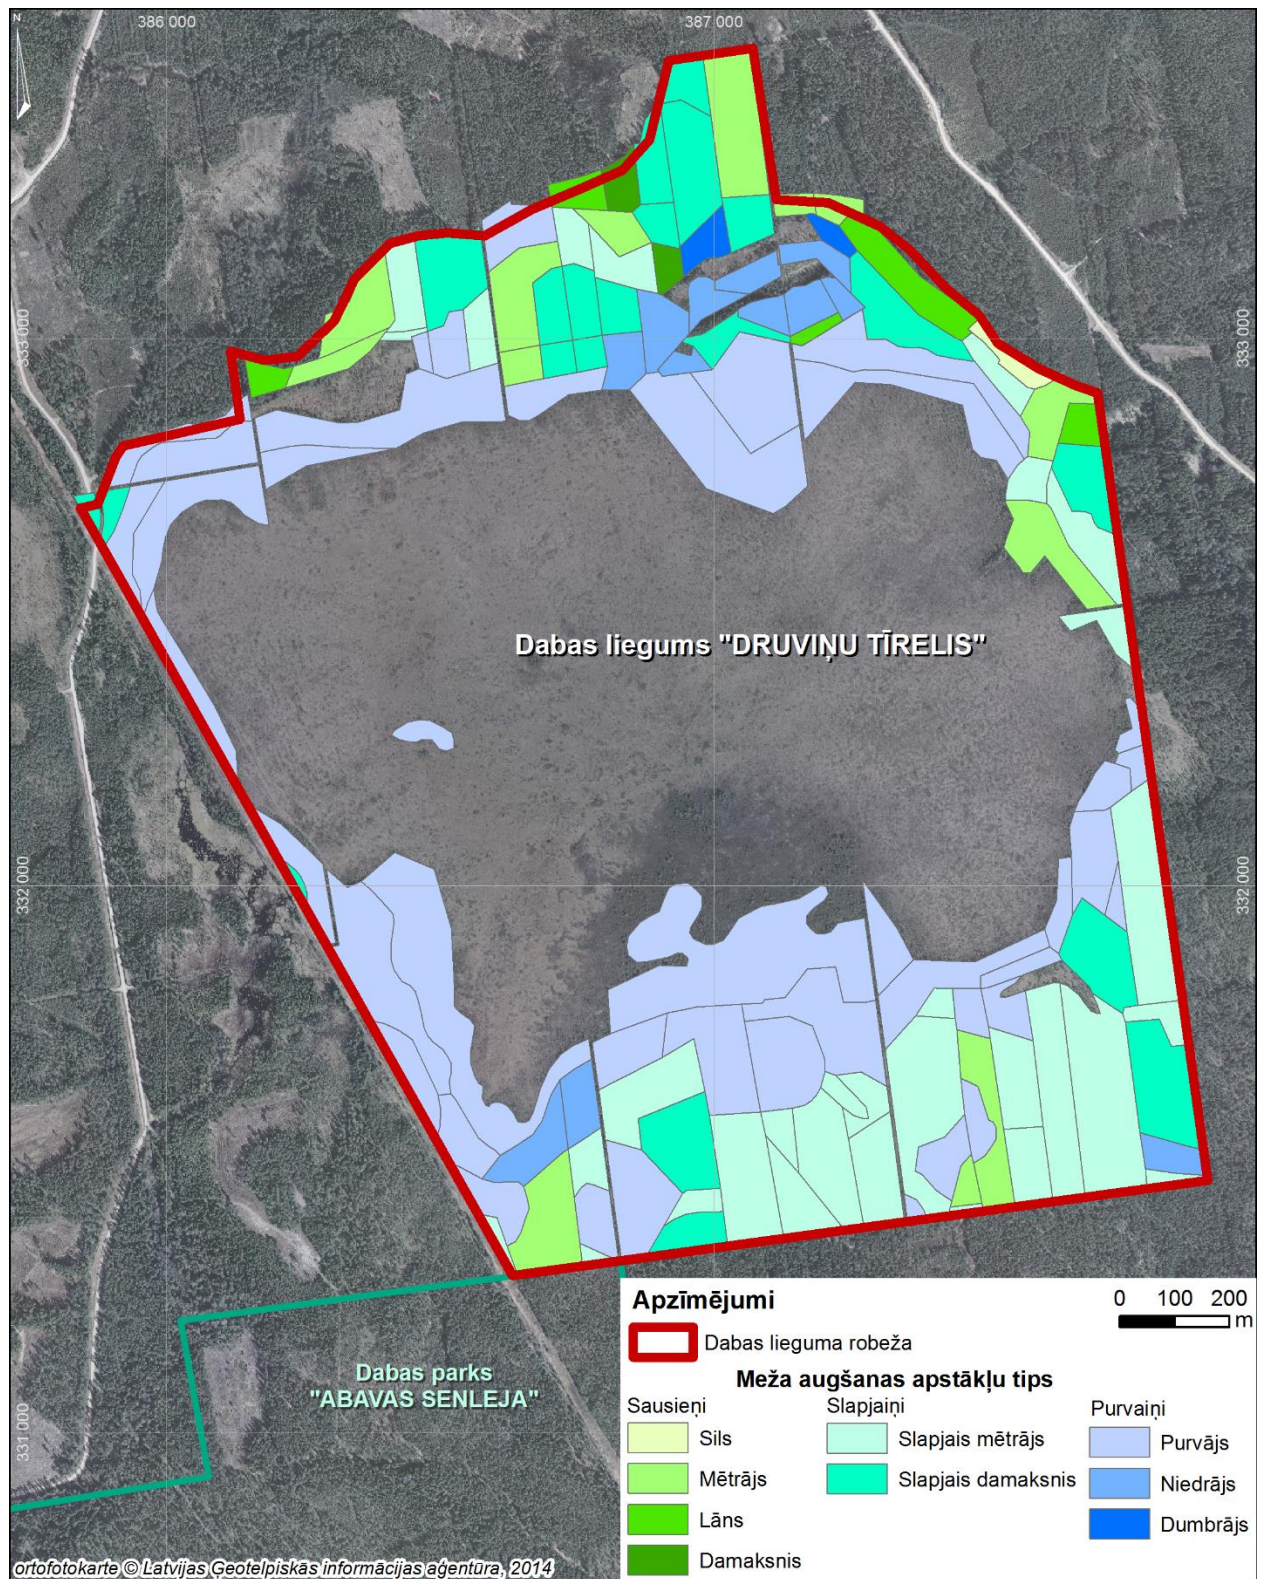 N
386 000
387 000
333 000
333 000
Dabas liegums "DRUVIŅU TĪRELIS"
332 000
332 000
Dabas parks
"ABAVAS SENLEJA"
331 000
Apzīmējumi
0 100 200
m
Dabas lieguma robeža
Meža augšanas apstākļu tips
Sausieņi
Sils
Mētrājs
Lāns
Damaksnis
Slapjaiņi
Slapjais mētrājs
Slapjais damaksnis
Purvaiņi
Purvājs
Niedrājs
Dumbrājs
ortofotokarte © Latvijas Ģeotelpiskās informācijas aģentūra, 2014